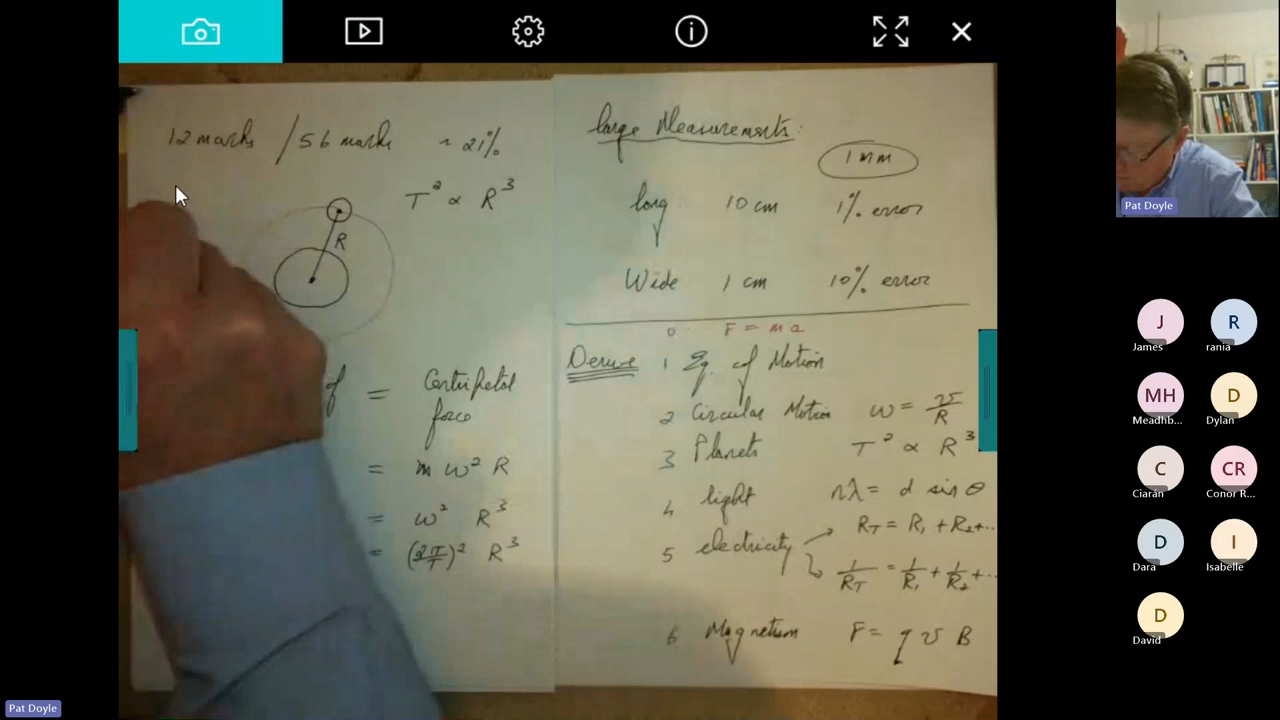 12 marks / 56 marks ~ 21%
T² ∝ R³
R
f = Centripetal force
= m ω² R
= ω² R³
= (2π/T)² R³
large Measurements:
1 mm
long 10 cm 1% error
Wide 1 cm 10% error
0 F = m a
Derive 1 Eq. of Motion
2 Circular Motion ω = v/R
3 Planets T² ∝ R³
4 light nλ = d sin θ
5 electricity R_T = R₁ + R₂ + ..
1/R_T = 1/R₁ + 1/R₂ + ..
6 Magnetism F = q v B
Pat Doyle
J
James
R
rania
MH
Meadhb...
D
Dylan
C
Ciaran
CR
Conor R...
D
Dara
I
Isabelle
D
David
Pat Doyle